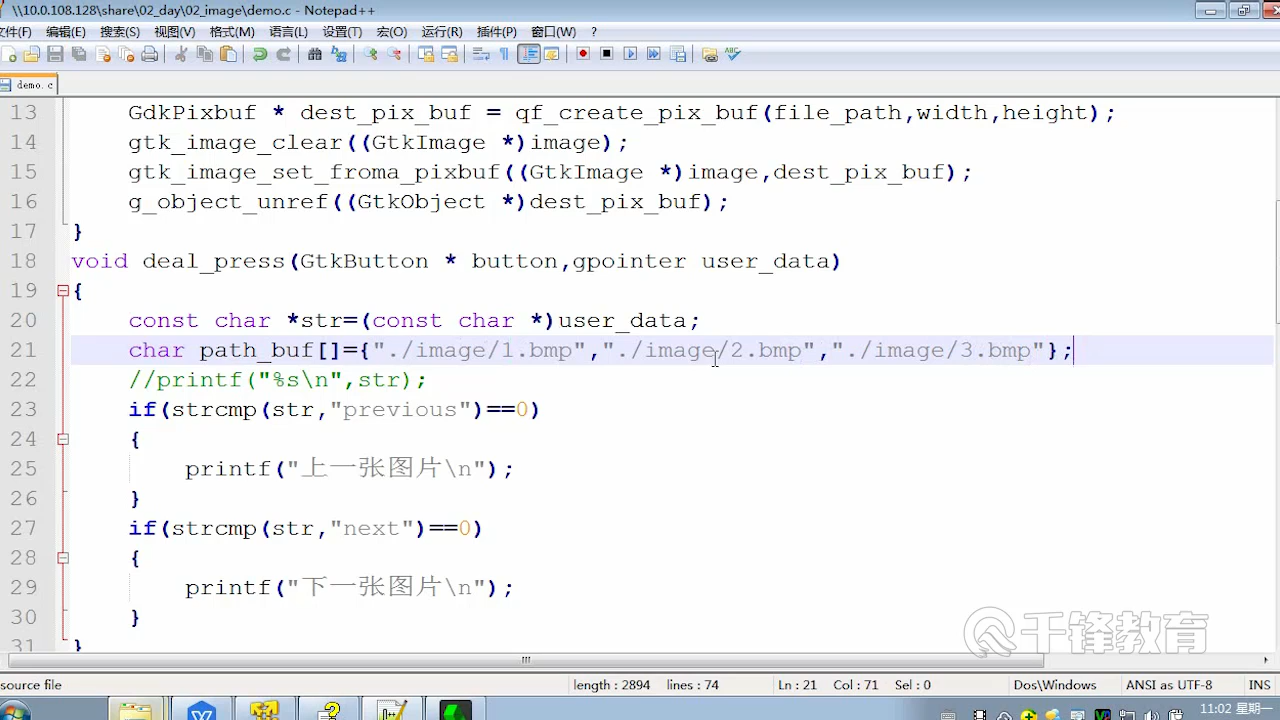 \\10.0.108.128\share\02_day\02_image\demo.c - Notepad++
文件(F) 编辑(E) 搜索(S) 视图(V) 格式(M) 语言(L) 设置(T) 宏(O) 运行(R) 插件(P) 窗口(W) ?
demo.c
13 GdkPixbuf * dest_pix_buf = qf_create_pix_buf(file_path,width,height);
14 gtk_image_clear((GtkImage *)image);
15 gtk_image_set_froma_pixbuf((GtkImage *)image,dest_pix_buf);
16 g_object_unref((GtkObject *)dest_pix_buf);
17 }
18 void deal_press(GtkButton * button,gpointer user_data)
19 {
20 const char *str=(const char *)user_data;
21 char path_buf[]={"./image/1.bmp","./image/2.bmp","./image/3.bmp"};
22 //printf("%s\n",str);
23 if(strcmp(str,"previous")==0)
24 {
25 printf("上一张图片\n");
26 }
27 if(strcmp(str,"next")==0)
28 {
29 printf("下一张图片\n");
30 }
31 }
千锋教育
source file length : 2894 lines : 74 Ln : 21 Col : 71 Sel : 0 Dos\Windows ANSI as UTF-8 INS
11:02 星期一